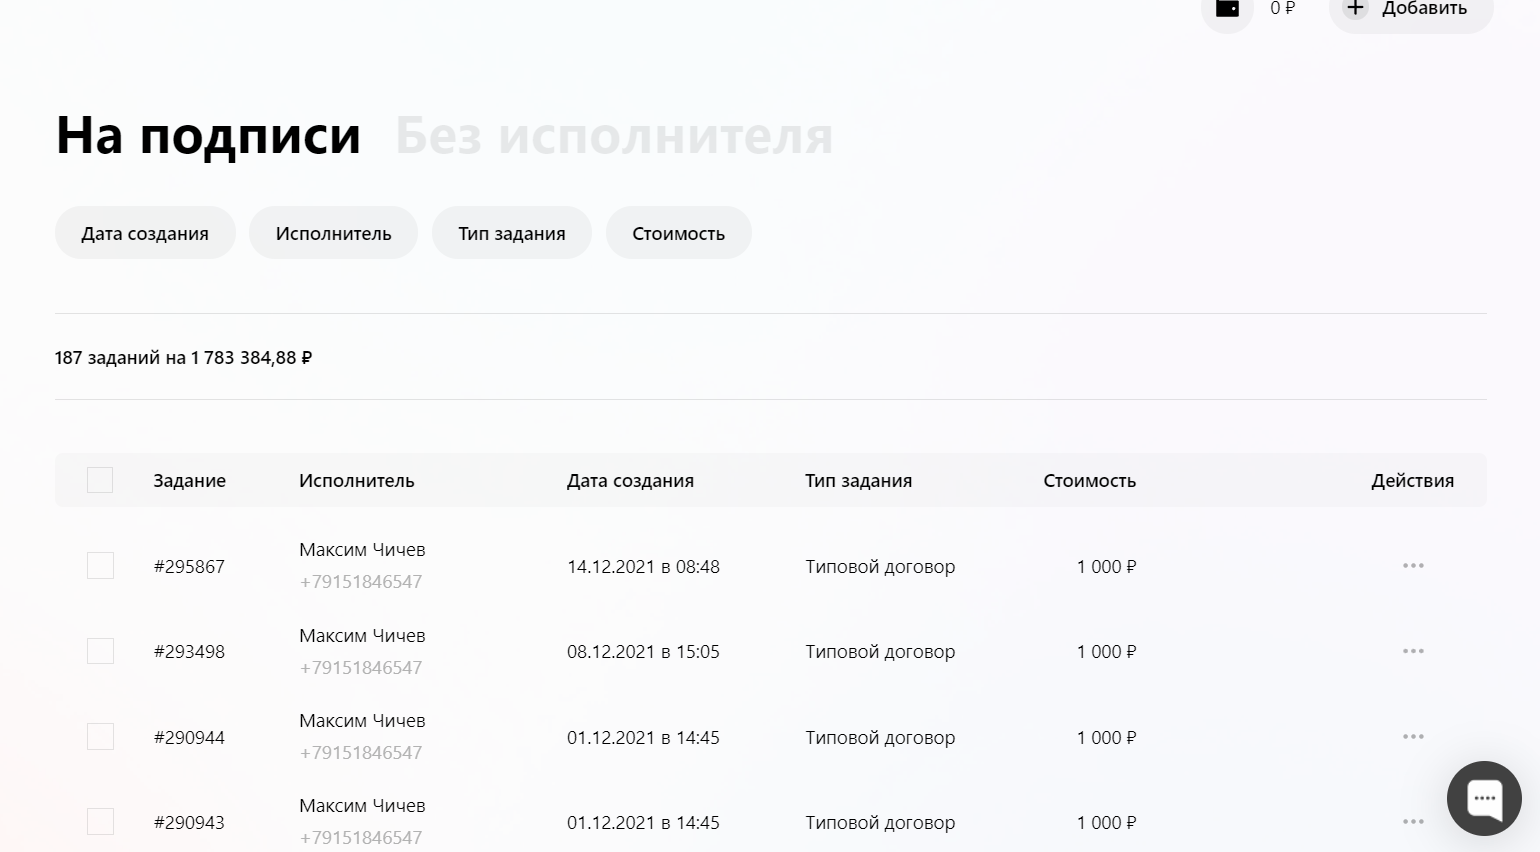 0 ₽ Добавить
На подписи Без исполнителя
Дата создания Исполнитель Тип задания Стоимость
187 заданий на 1 783 384,88 ₽
Задание Исполнитель Дата создания Тип задания Стоимость Действия
#295867 Максим Чичев +79151846547 14.12.2021 в 08:48 Типовой договор 1 000 ₽
#293498 Максим Чичев +79151846547 08.12.2021 в 15:05 Типовой договор 1 000 ₽
#290944 Максим Чичев +79151846547 01.12.2021 в 14:45 Типовой договор 1 000 ₽
#290943 Максим Чичев +79151846547 01.12.2021 в 14:45 Типовой договор 1 000 ₽